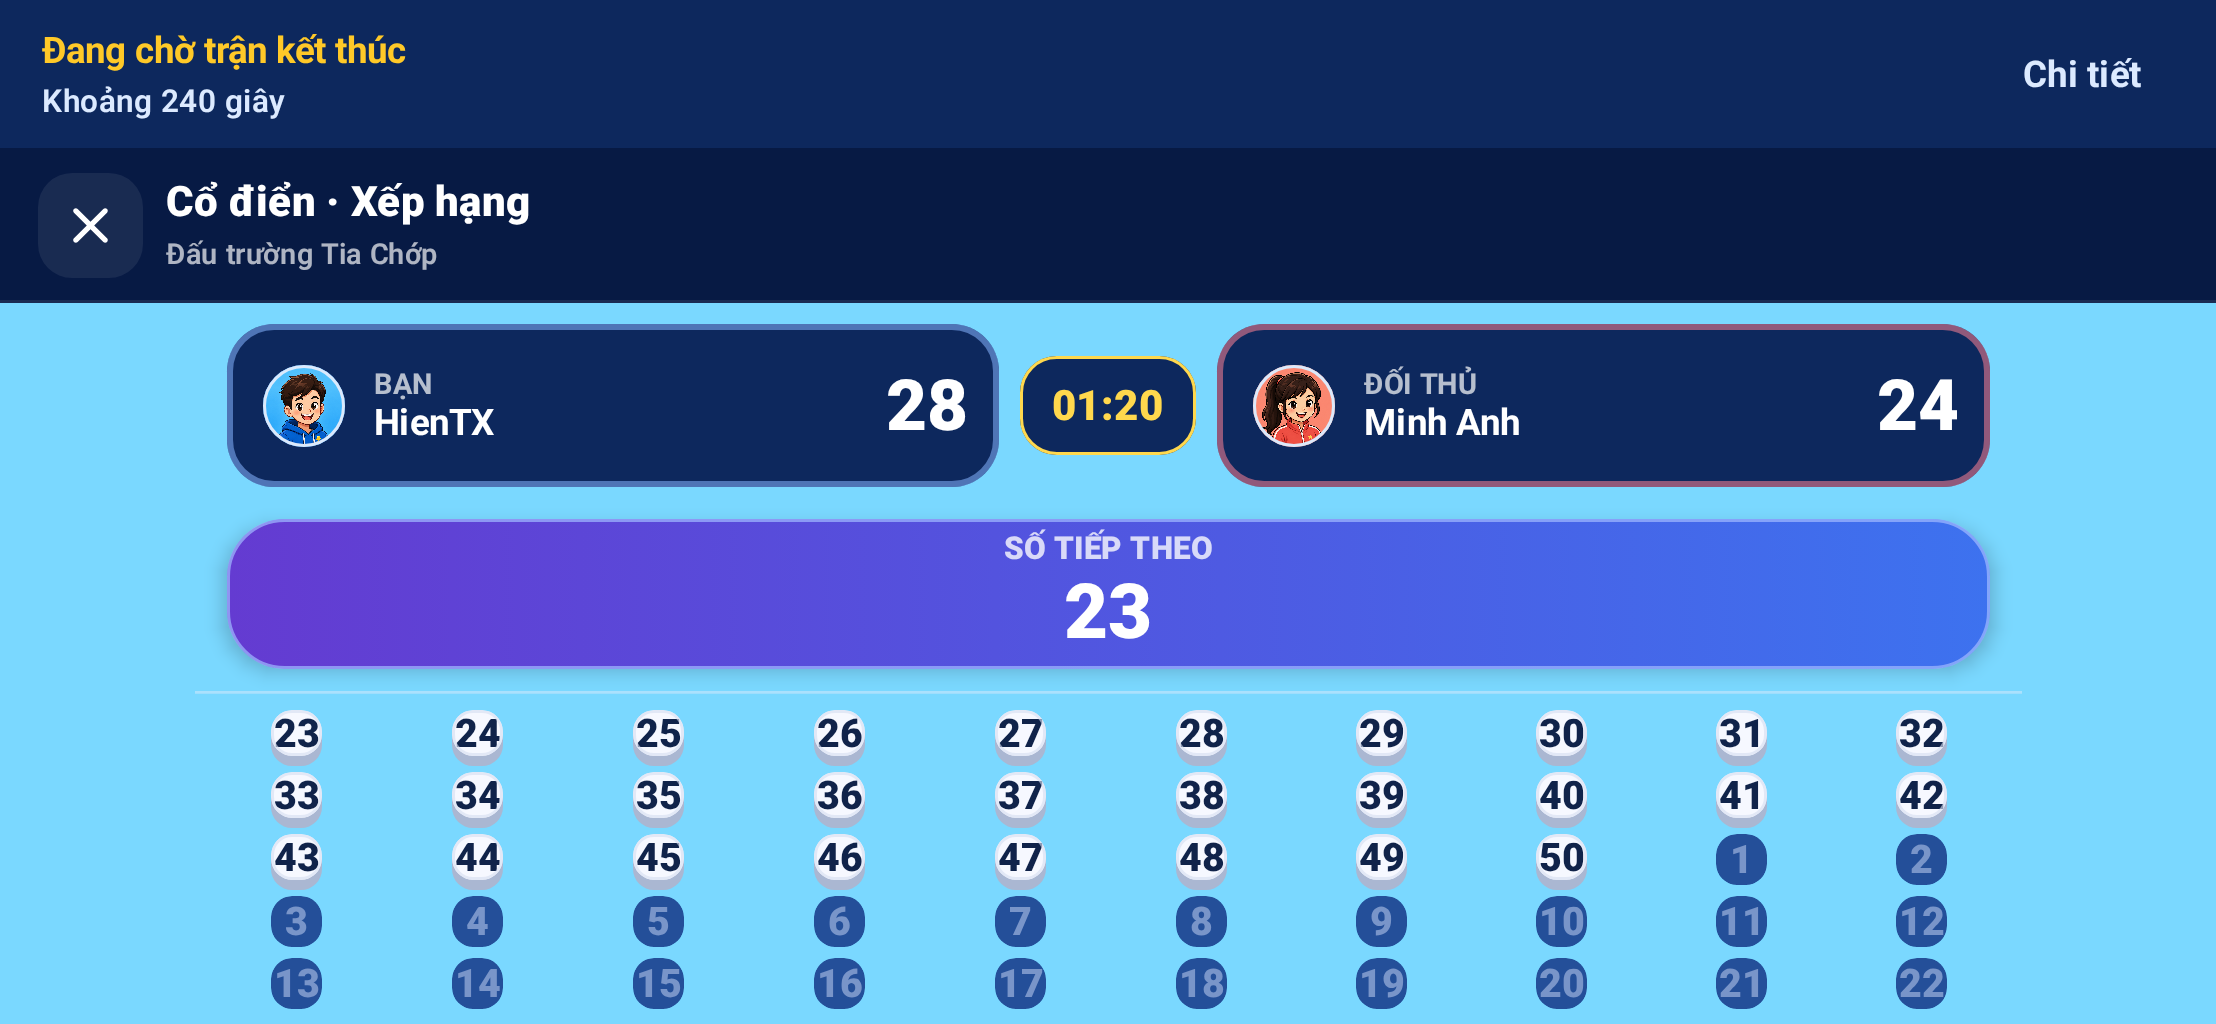 Đang chờ trận kết thúc
Khoảng 240 giây
Chi tiết
Cổ điển · Xếp hạng
Đấu trường Tia Chớp
BẠN
HienTX
28
01:20
ĐỐI THỦ
Minh Anh
24
SỐ TIẾP THEO
23
23 24 25 26 27 28 29 30 31 32
33 34 35 36 37 38 39 40 41 42
43 44 45 46 47 48 49 50 1 2
3 4 5 6 7 8 9 10 11 12
13 14 15 16 17 18 19 20 21 22